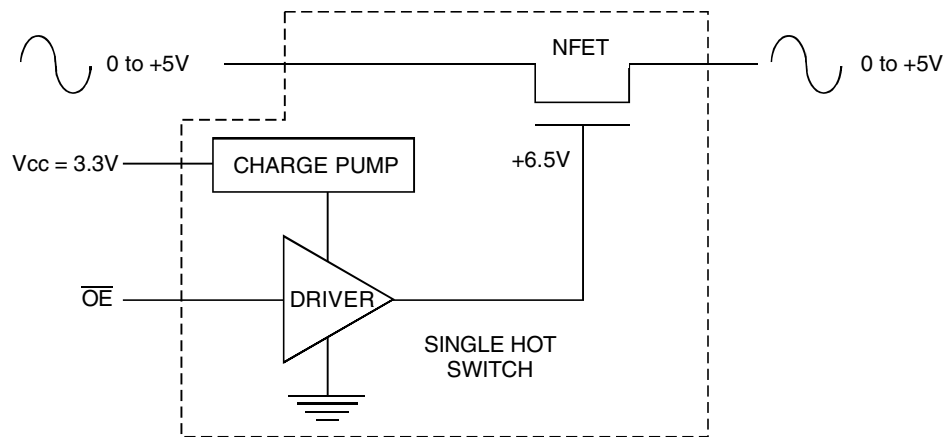 NFET
0 to +5V
0 to +5V
Vcc = 3.3V
CHARGE PUMP
+6.5V
OE
DRIVER
SINGLE HOT
SWITCH